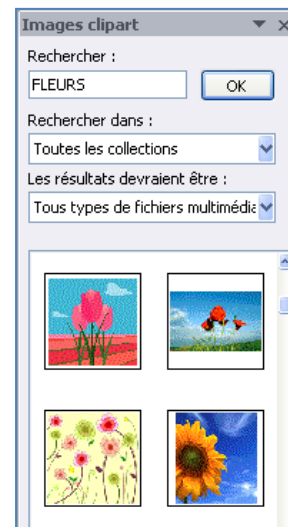 Images clipart
Rechercher :
FLEURS
OK
Rechercher dans :
Toutes les collections
Les résultats devraient être :
Tous types de fichiers multimédia